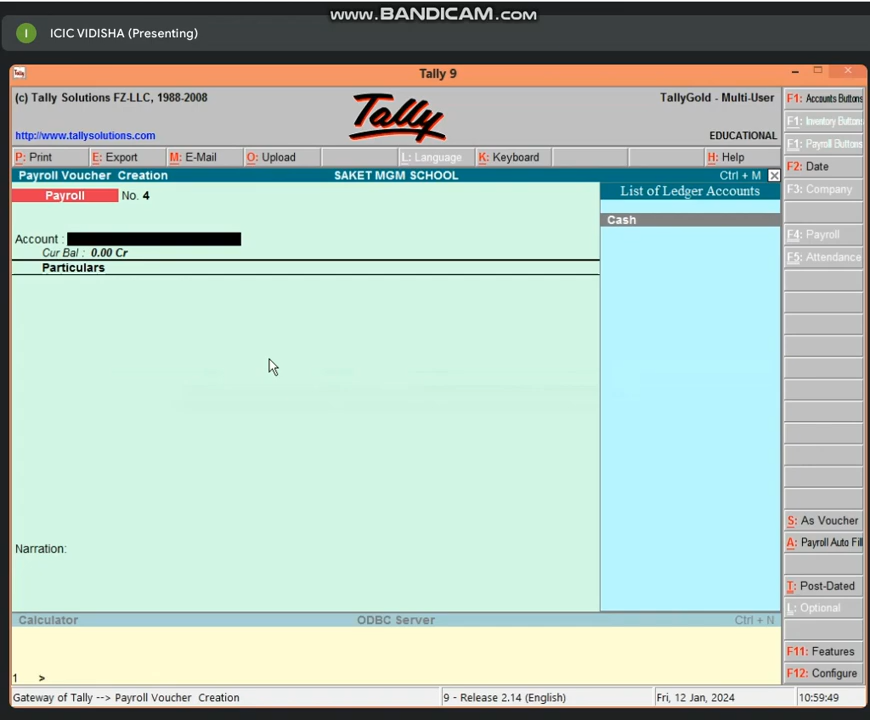 www.BANDICAM.com
I ICIC VIDISHA (Presenting)
Tally Tally 9
(c) Tally Solutions FZ-LLC, 1988-2008
Tally
TallyGold - Multi-User
http://www.tallysolutions.com
EDUCATIONAL
P: Print E: Export M: E-Mail O: Upload L: Language K: Keyboard H: Help
Payroll Voucher Creation SAKET MGM SCHOOL Ctrl + M
Payroll No. 4
Account :
Cur Bal : 0.00 Cr
Particulars
Narration:
List of Ledger Accounts
Cash
F1: Accounts Buttons
F1: Inventory Buttons
F1: Payroll Buttons
F2: Date
F3: Company
F4: Payroll
F5: Attendance
S: As Voucher
A: Payroll Auto Fill
T: Post-Dated
L: Optional
F11: Features
F12: Configure
Calculator ODBC Server Ctrl + N
1 >
Gateway of Tally --> Payroll Voucher Creation 9 - Release 2.14 (English) Fri, 12 Jan, 2024 10:59:49